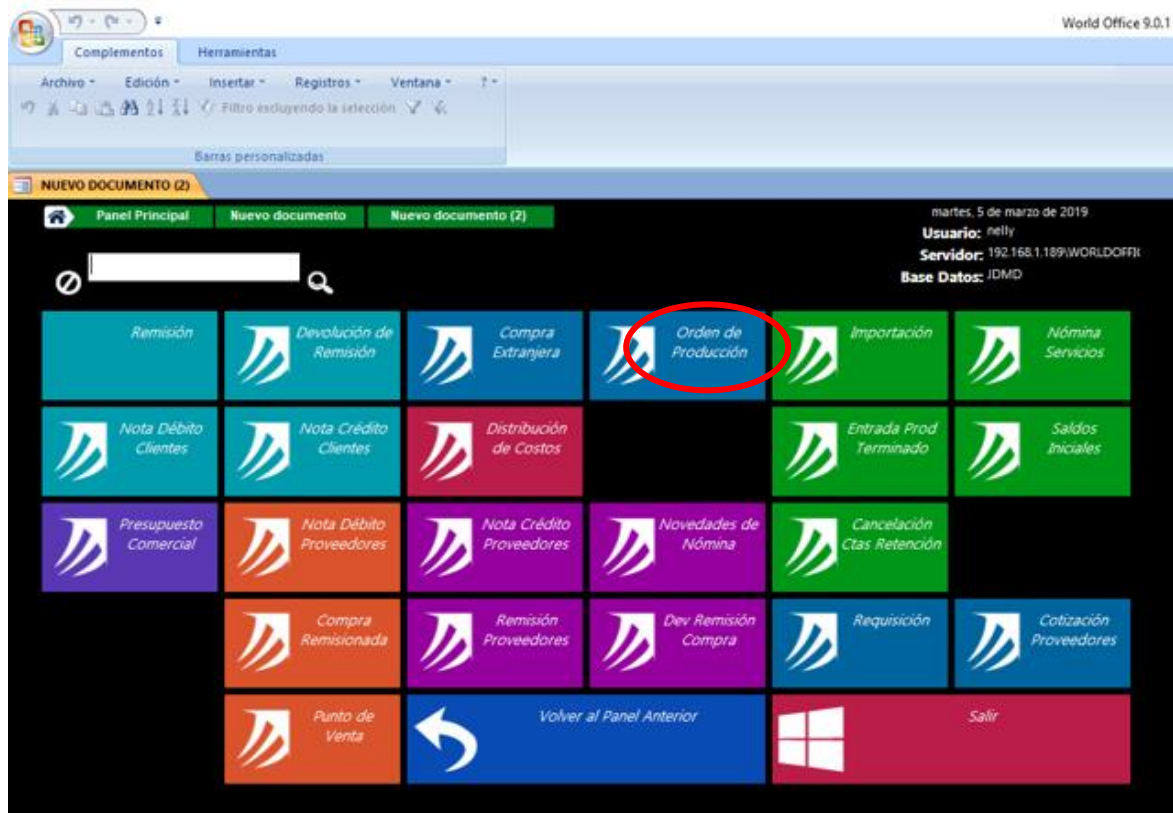 World Office 9.0.1
Complementos Herramientas
Archivo Edición Insertar Registros Ventana ?
Filtro excluyendo la selección
Barras personalizadas
NUEVO DOCUMENTO (2)
Panel Principal Nuevo documento Nuevo documento (2)
martes, 5 de marzo de 2019
Usuario: nelly
Servidor: 192.168.1.189\WORLDOFFI
Base Datos: JDMD
Remisión
Devolución de
Remisión
Compra
Extranjera
Orden de
Producción
Importación
Nómina
Servicios
Nota Débito
Clientes
Nota Crédito
Clientes
Distribución
de Costos
Entrada Prod
Terminado
Saldos
Iniciales
Presupuesto
Comercial
Nota Débito
Proveedores
Nota Crédito
Proveedores
Novedades de
Nómina
Cancelación
Ctas Retención
Compra
Remisionada
Remisión
Proveedores
Dev Remisión
Compra
Requisición
Cotización
Proveedores
Punto de
Venta
Volver al Panel Anterior
Salir